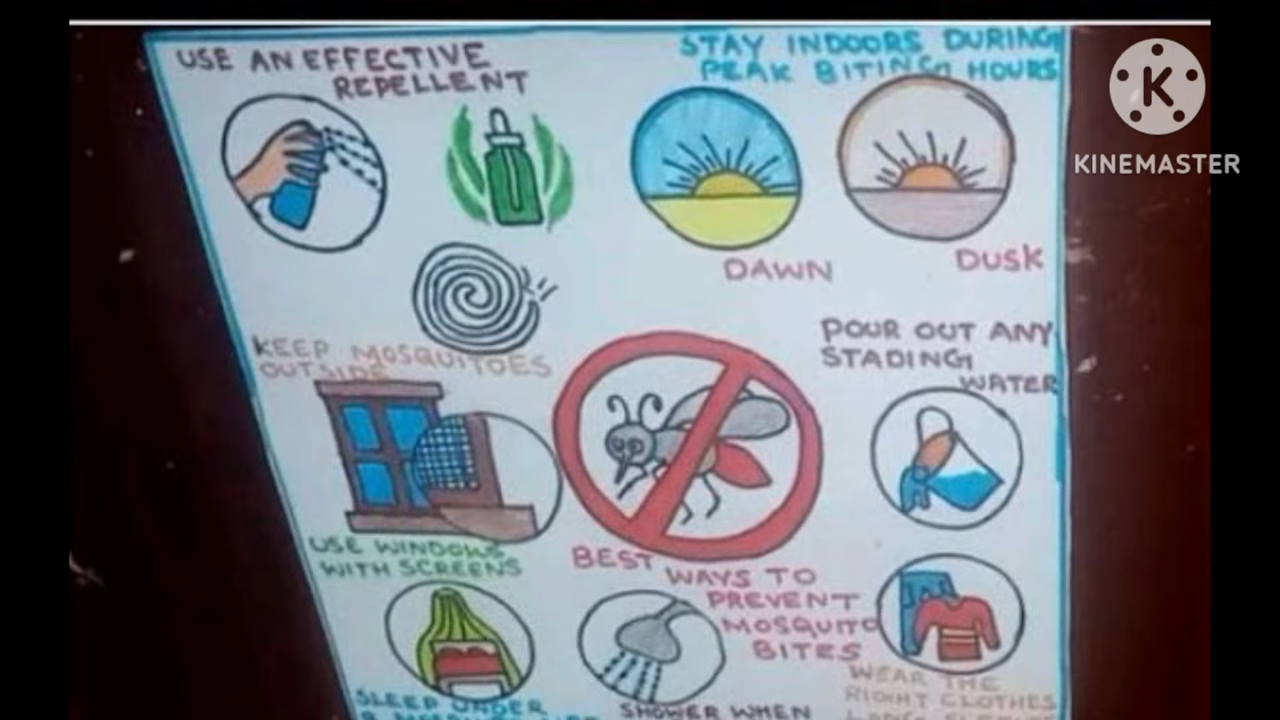 USE AN EFFECTIVE
REPELLENT
STAY INDOORS DURING
PEAK BITING HOURS
DAWN
DUSK
KEEP MOSQUITOES
OUTSIDE
POUR OUT ANY
STADING
WATER
USE WINDOWS
WITH SCREENS
BEST WAYS TO
PREVENT
MOSQUITO
BITES
SLEEP UNDER
SHOWER WHEN
WEAR THE
RIGHT CLOTHES
K
KINEMASTER